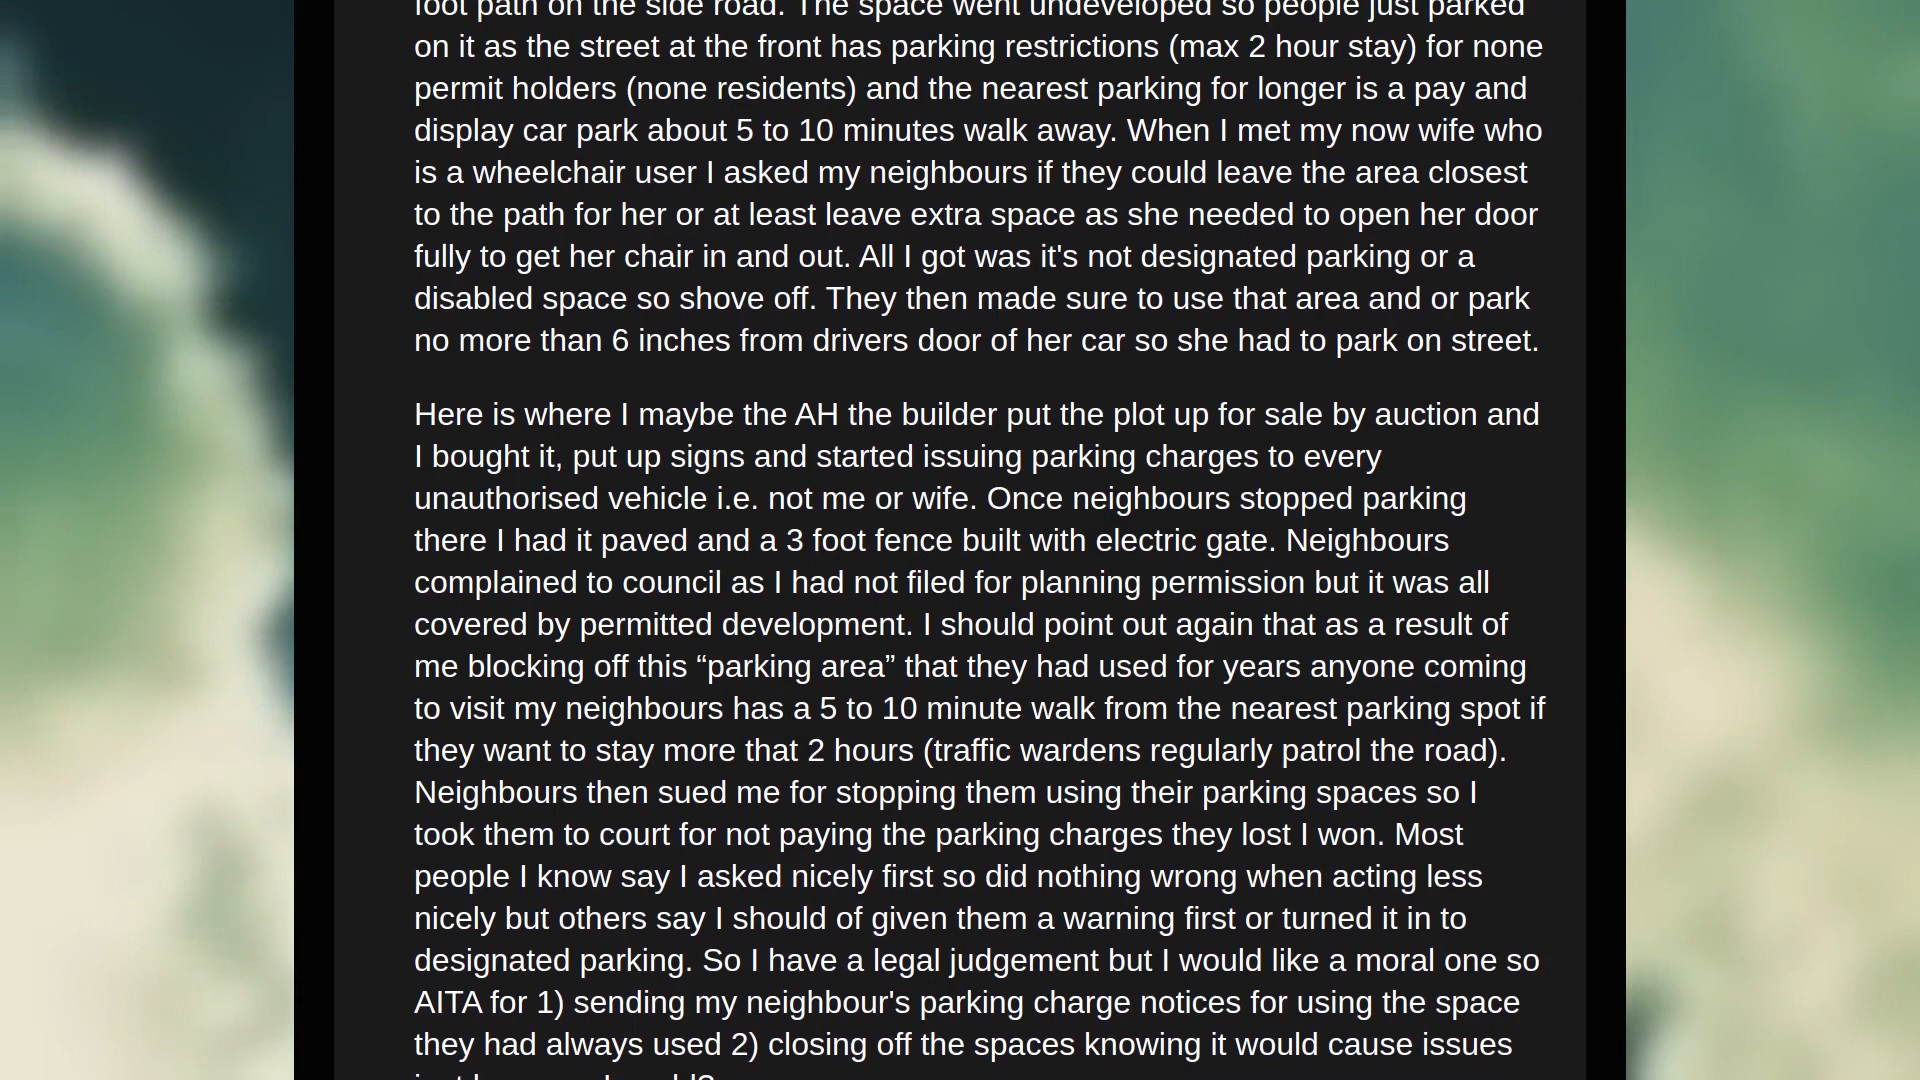 foot path on the side road. The space went undeveloped so people just parked
on it as the street at the front has parking restrictions (max 2 hour stay) for none
permit holders (none residents) and the nearest parking for longer is a pay and
display car park about 5 to 10 minutes walk away. When I met my now wife who
is a wheelchair user I asked my neighbours if they could leave the area closest
to the path for her or at least leave extra space as she needed to open her door
fully to get her chair in and out. All I got was it's not designated parking or a
disabled space so shove off. They then made sure to use that area and or park
no more than 6 inches from drivers door of her car so she had to park on street.
Here is where I maybe the AH the builder put the plot up for sale by auction and
I bought it, put up signs and started issuing parking charges to every
unauthorised vehicle i.e. not me or wife. Once neighbours stopped parking
there I had it paved and a 3 foot fence built with electric gate. Neighbours
complained to council as I had not filed for planning permission but it was all
covered by permitted development. I should point out again that as a result of
me blocking off this “parking area” that they had used for years anyone coming
to visit my neighbours has a 5 to 10 minute walk from the nearest parking spot if
they want to stay more that 2 hours (traffic wardens regularly patrol the road).
Neighbours then sued me for stopping them using their parking spaces so I
took them to court for not paying the parking charges they lost I won. Most
people I know say I asked nicely first so did nothing wrong when acting less
nicely but others say I should of given them a warning first or turned it in to
designated parking. So I have a legal judgement but I would like a moral one so
AITA for 1) sending my neighbour's parking charge notices for using the space
they had always used 2) closing off the spaces knowing it would cause issues